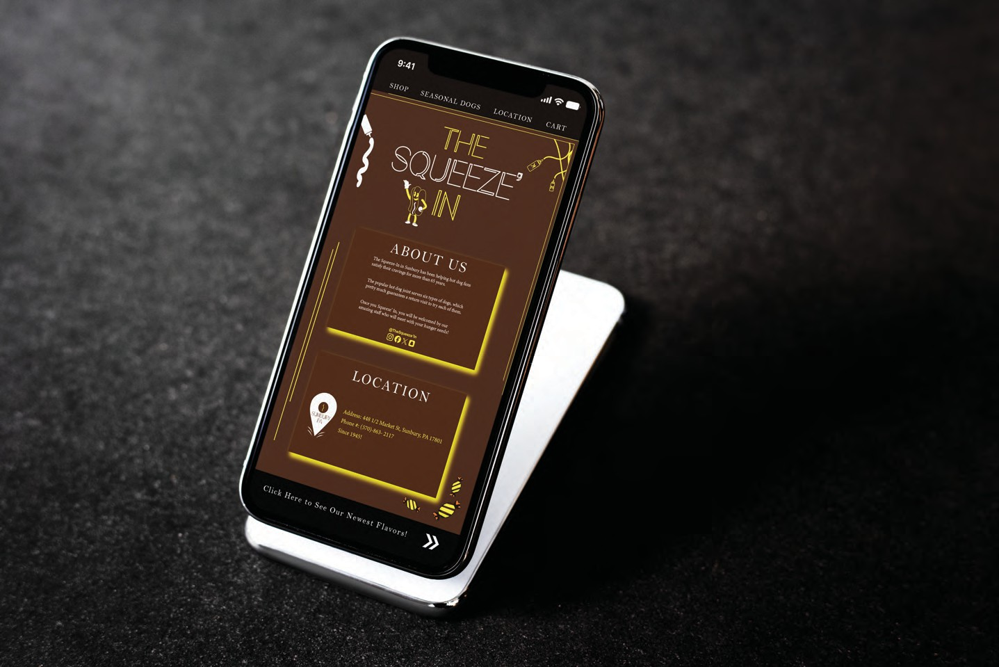 9:41
SHOP SEASONAL DOGS LOCATION CART
THE
SQUEEZE'
IN
ABOUT US
The Squeeze-In in Sunbury has been helping hot dog fans
satisfy their cravings for more than 65 years.
The popular hot dog joint serves six types of dogs, which
pretty much guarantees a return visit to try each of them.
Once you Squeeze' In, you will be welcomed by our
amazing staff who will meet with your hunger needs!
@TheSqueeze'In
LOCATION
SUNBURY
PA
Address: 448 1/2 Market St, Sunbury, PA 17801
Phone #: (570)-863- 2117
Since 1945!
Click Here to See Our Newest Flavors!